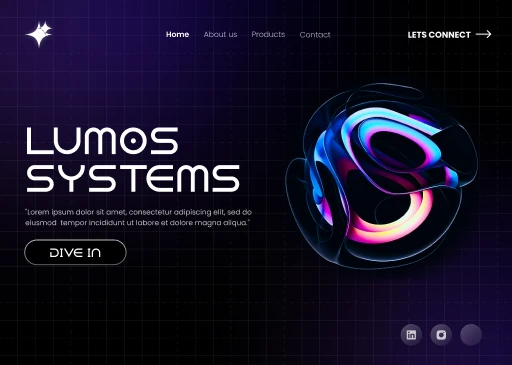 Home About us Products Contact LETS CONNECT
LUMOS
SYSTEMS
"Lorem ipsum dolor sit amet, consectetur adipiscing elit, sed do
eiusmod tempor incididunt ut labore et dolore magna aliqua."
DIVE IN